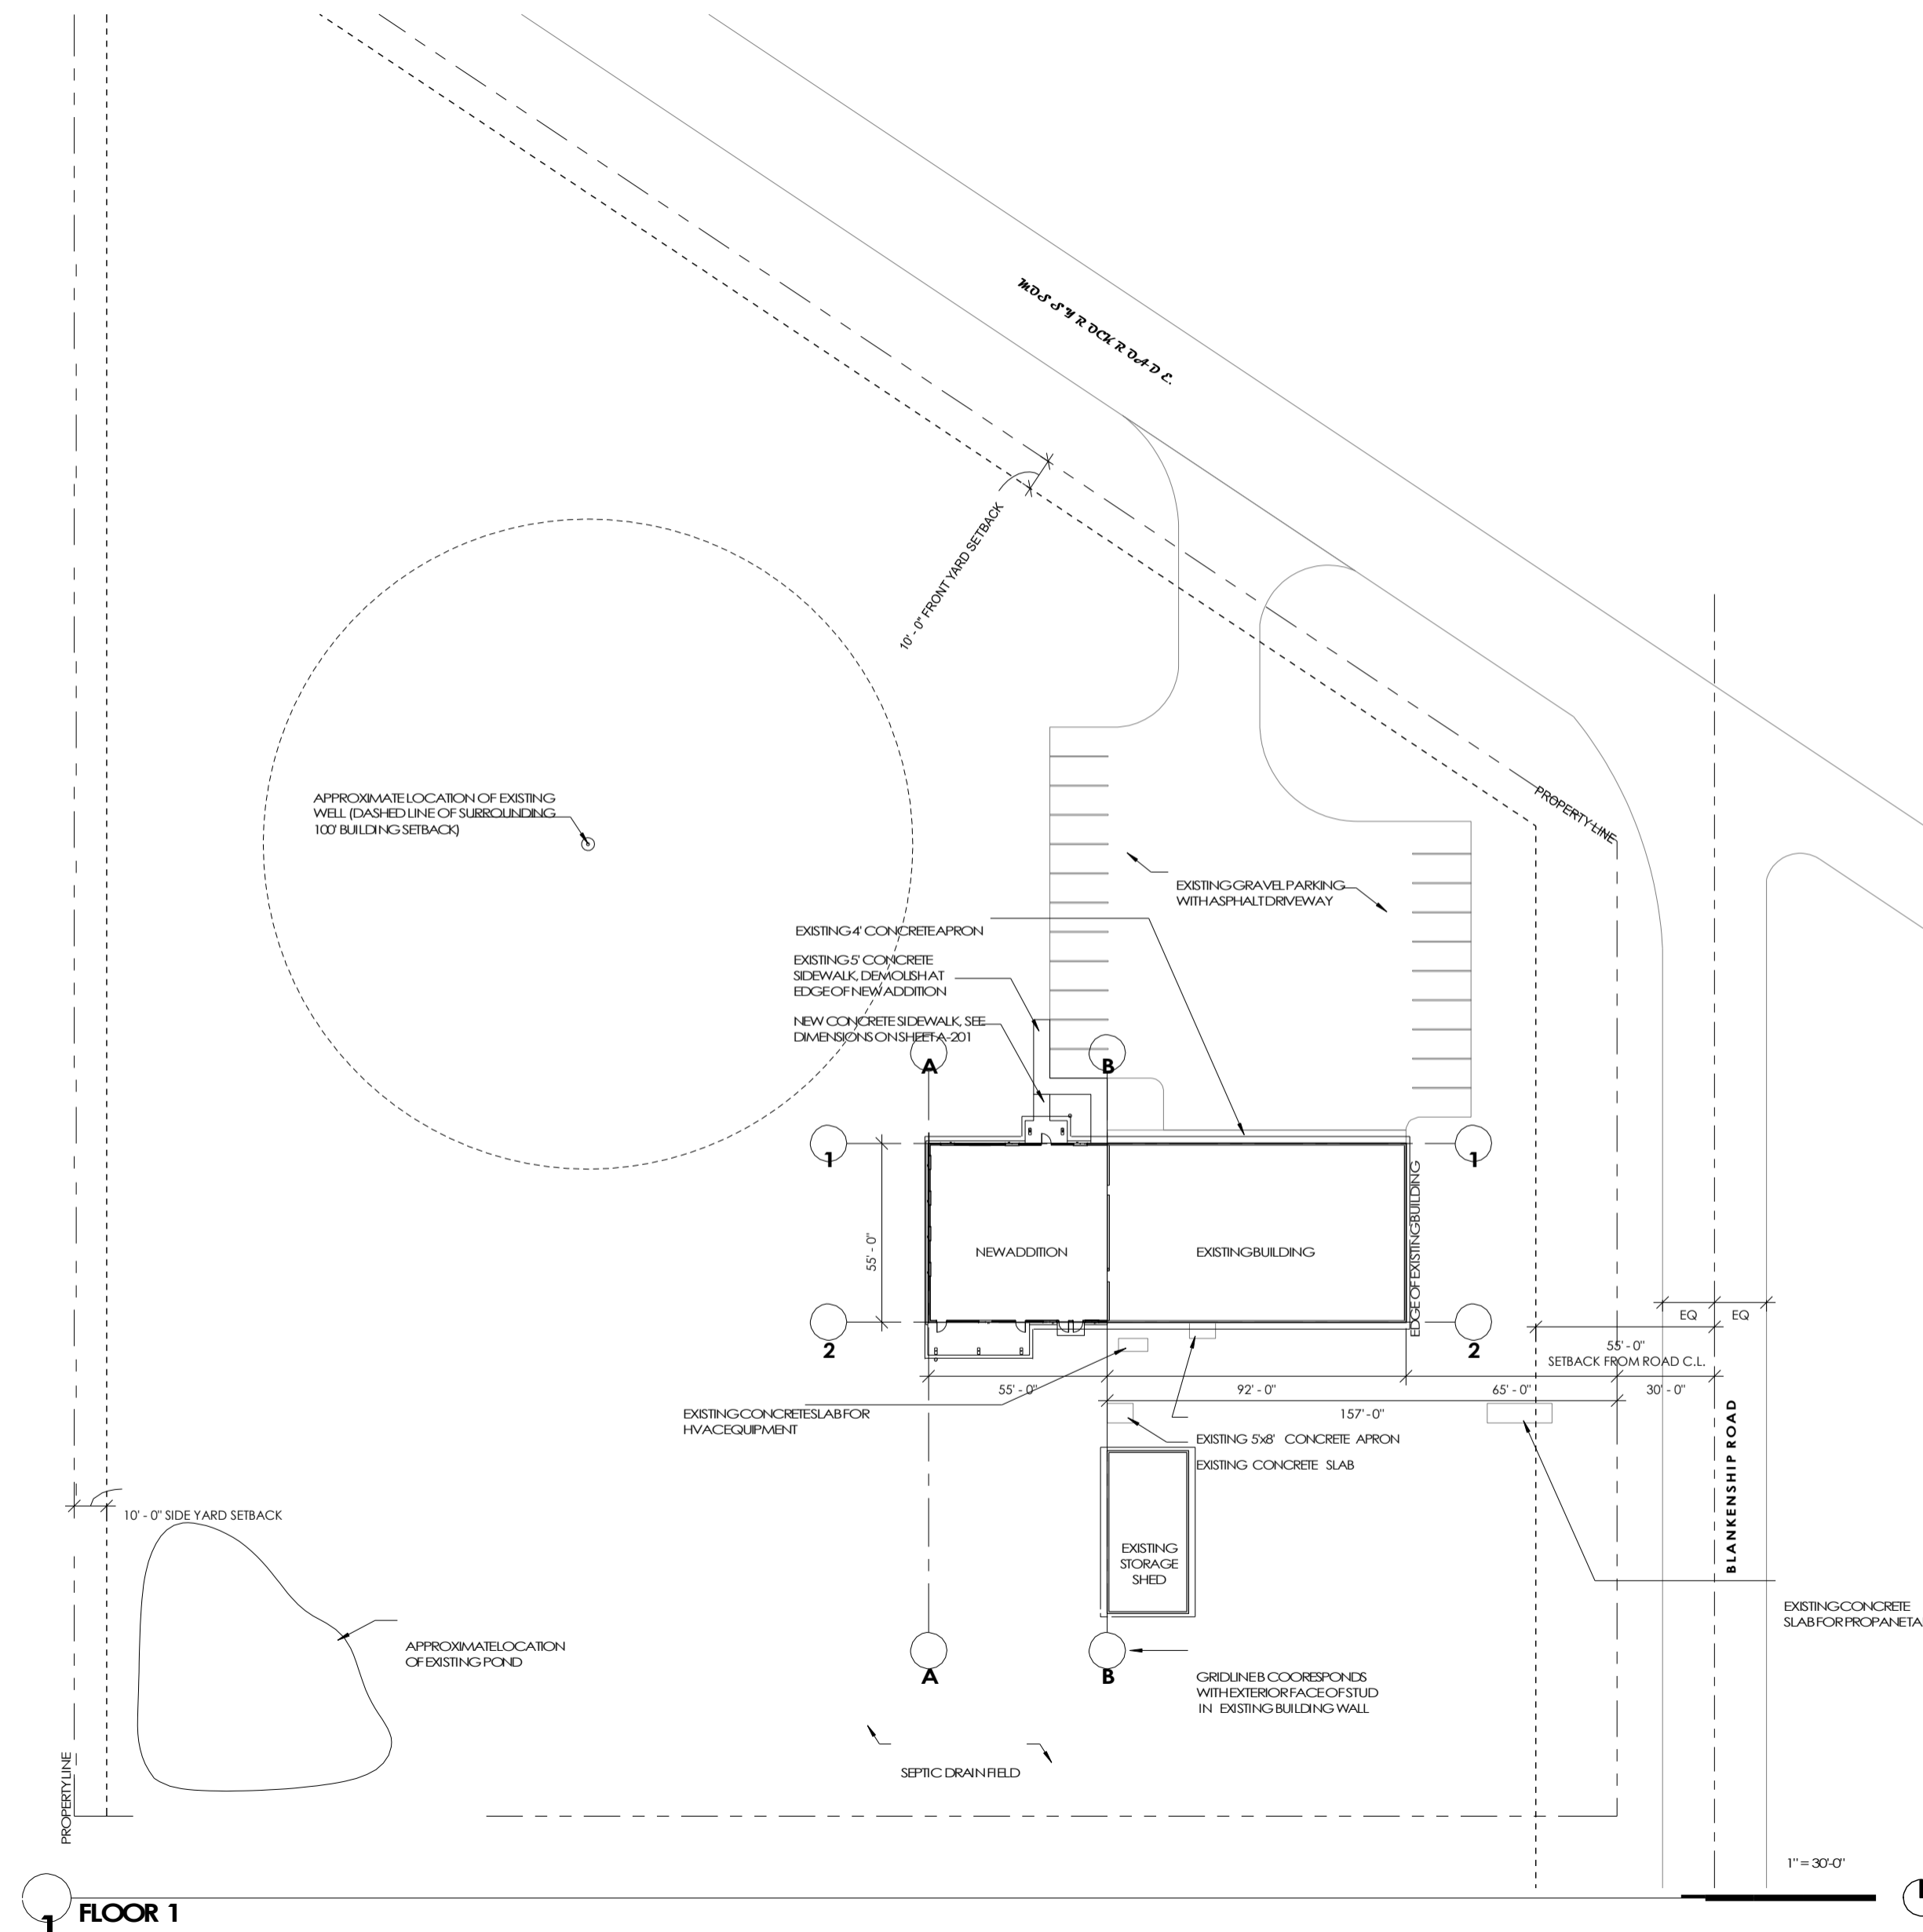 MOSSYROCK ROAD E.
10' - 0" FRONT YARD SETBACK
APPROXIMATE LOCATION OF EXISTING
WELL (DASHED LINE OF SURROUNDING
100' BUILDING SETBACK)
PROPERTY LINE
EXISTING GRAVEL PARKING
WITH ASPHALT DRIVEWAY
EXISTING 4' CONCRETE APRON
EXISTING 5' CONCRETE
SIDEWALK, DEMOLISH AT
EDGE OF NEW ADDITION
NEW CONCRETE SIDEWALK, SEE
DIMENSIONS ON SHEET A-201
A
B
1
1
55' - 0"
NEW ADDITION
EXISTING BUILDING
EDGE OF EXISTING BUILDING
2
2
EQ
EQ
55' - 0"
SETBACK FROM ROAD C.L.
55' - 0"
92' - 0"
65' - 0"
30' - 0"
157' - 0"
EXISTING CONCRETE SLAB FOR
HVAC EQUIPMENT
EXISTING 5'x8' CONCRETE APRON
EXISTING CONCRETE SLAB
BLANKENSHIP ROAD
10' - 0" SIDE YARD SETBACK
EXISTING
STORAGE
SHED
EXISTING CONCRETE
SLAB FOR PROPANE TA
APPROXIMATE LOCATION
OF EXISTING POND
A
B
GRIDLINE B COORESPONDS
WITH EXTERIOR FACE OF STUD
IN EXISTING BUILDING WALL
SEPTIC DRAIN FIELD
PROPERTY LINE
1" = 30'-0"
1
FLOOR 1